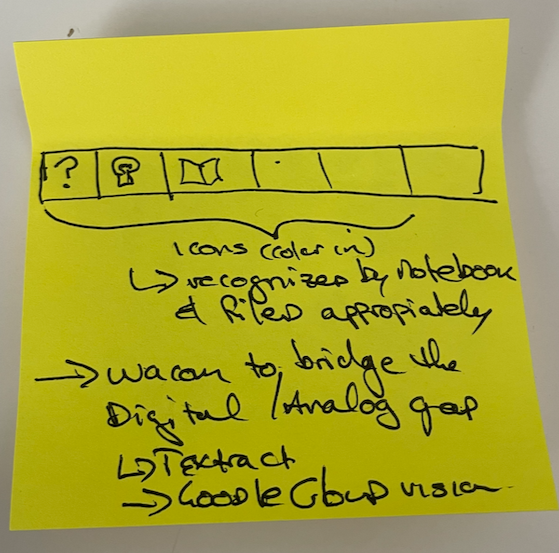 ?
icons (color in)
↳ recognized by notebook
& filed appropiately
→ Wacom to bridge the
Digital / Analog gap
↳ Textract
→ Google Cloud vision